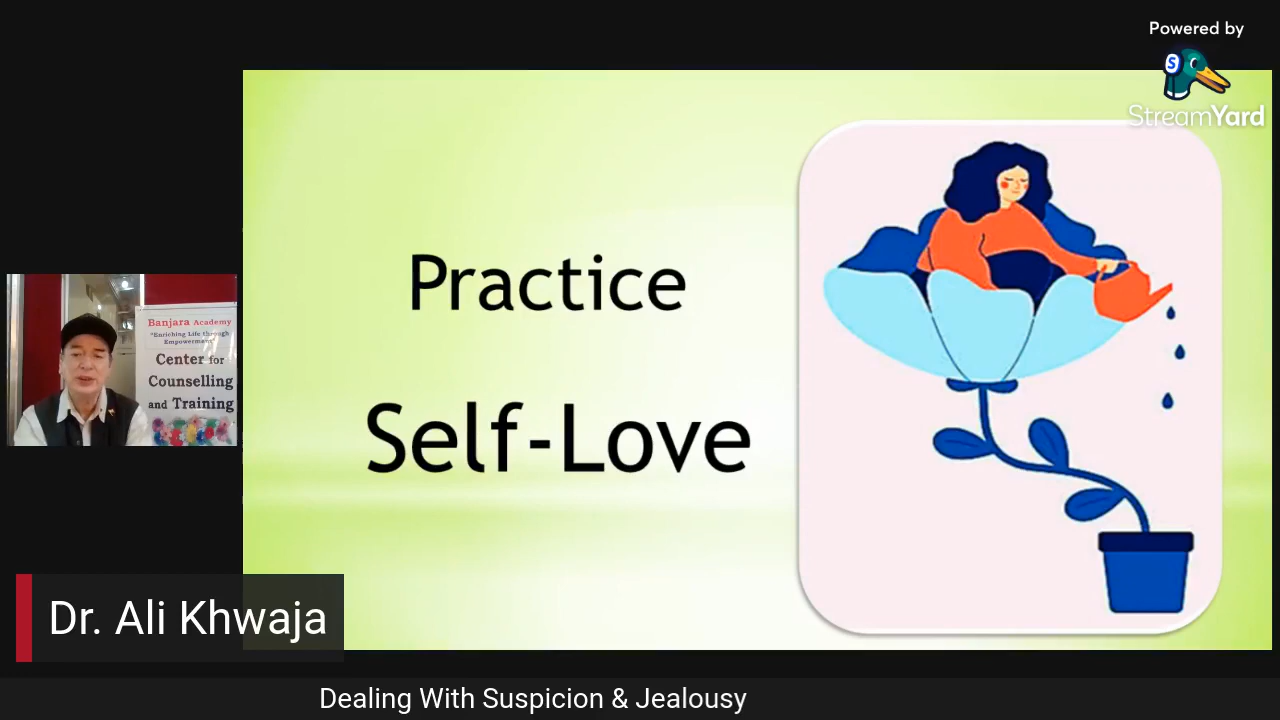 Powered by
S
StreamYard
Practice
Self-Love
Banjara Academy
"Enriching Life through
Empowerment"
Center for
Counselling
and Training
Dr. Ali Khwaja
Dealing With Suspicion & Jealousy